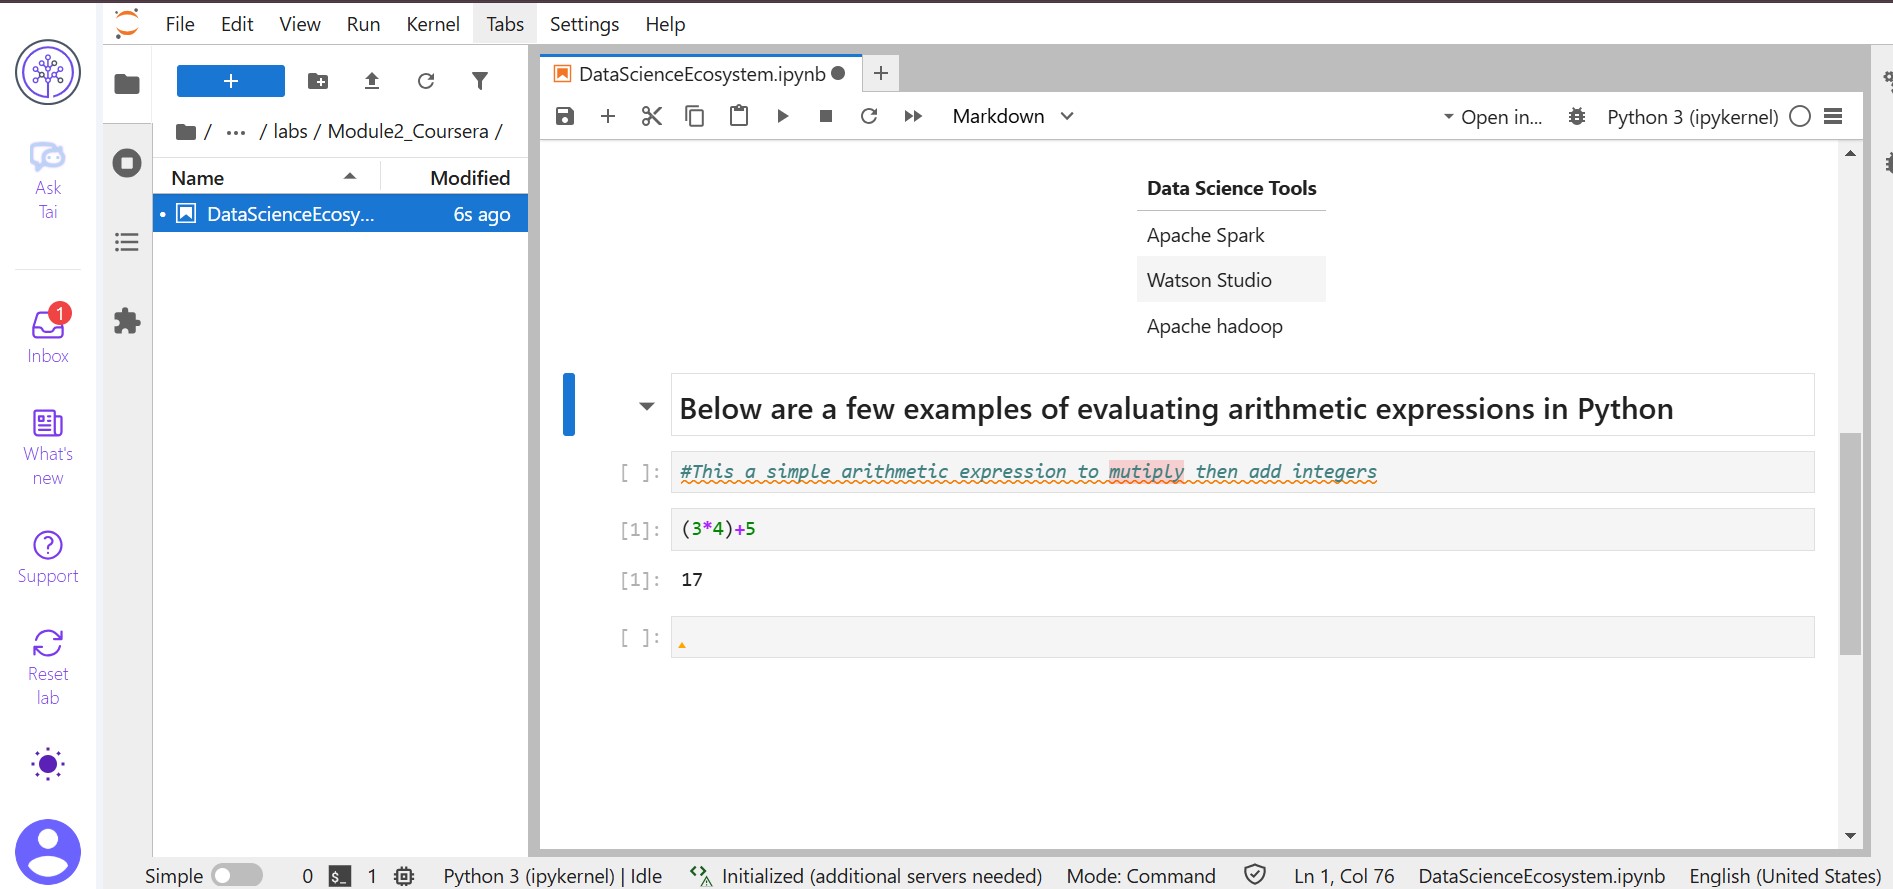 File Edit View Run Kernel Tabs Settings Help
Ask
Tai
1
Inbox
What's
new
Support
Reset
lab
+
/ ... / labs / Module2_Coursera /
Name Modified
DataScienceEcosy... 6s ago
DataScienceEcosystem.ipynb
Markdown
Open in... Python 3 (ipykernel)
Data Science Tools
Apache Spark
Watson Studio
Apache hadoop
Below are a few examples of evaluating arithmetic expressions in Python
[ ]: #This a simple arithmetic expression to mutiply then add integers
[1]: (3*4)+5
[1]: 17
[ ]:
Simple 0 $_ 1 Python 3 (ipykernel) | Idle Initialized (additional servers needed) Mode: Command Ln 1, Col 76 DataScienceEcosystem.ipynb English (United States)